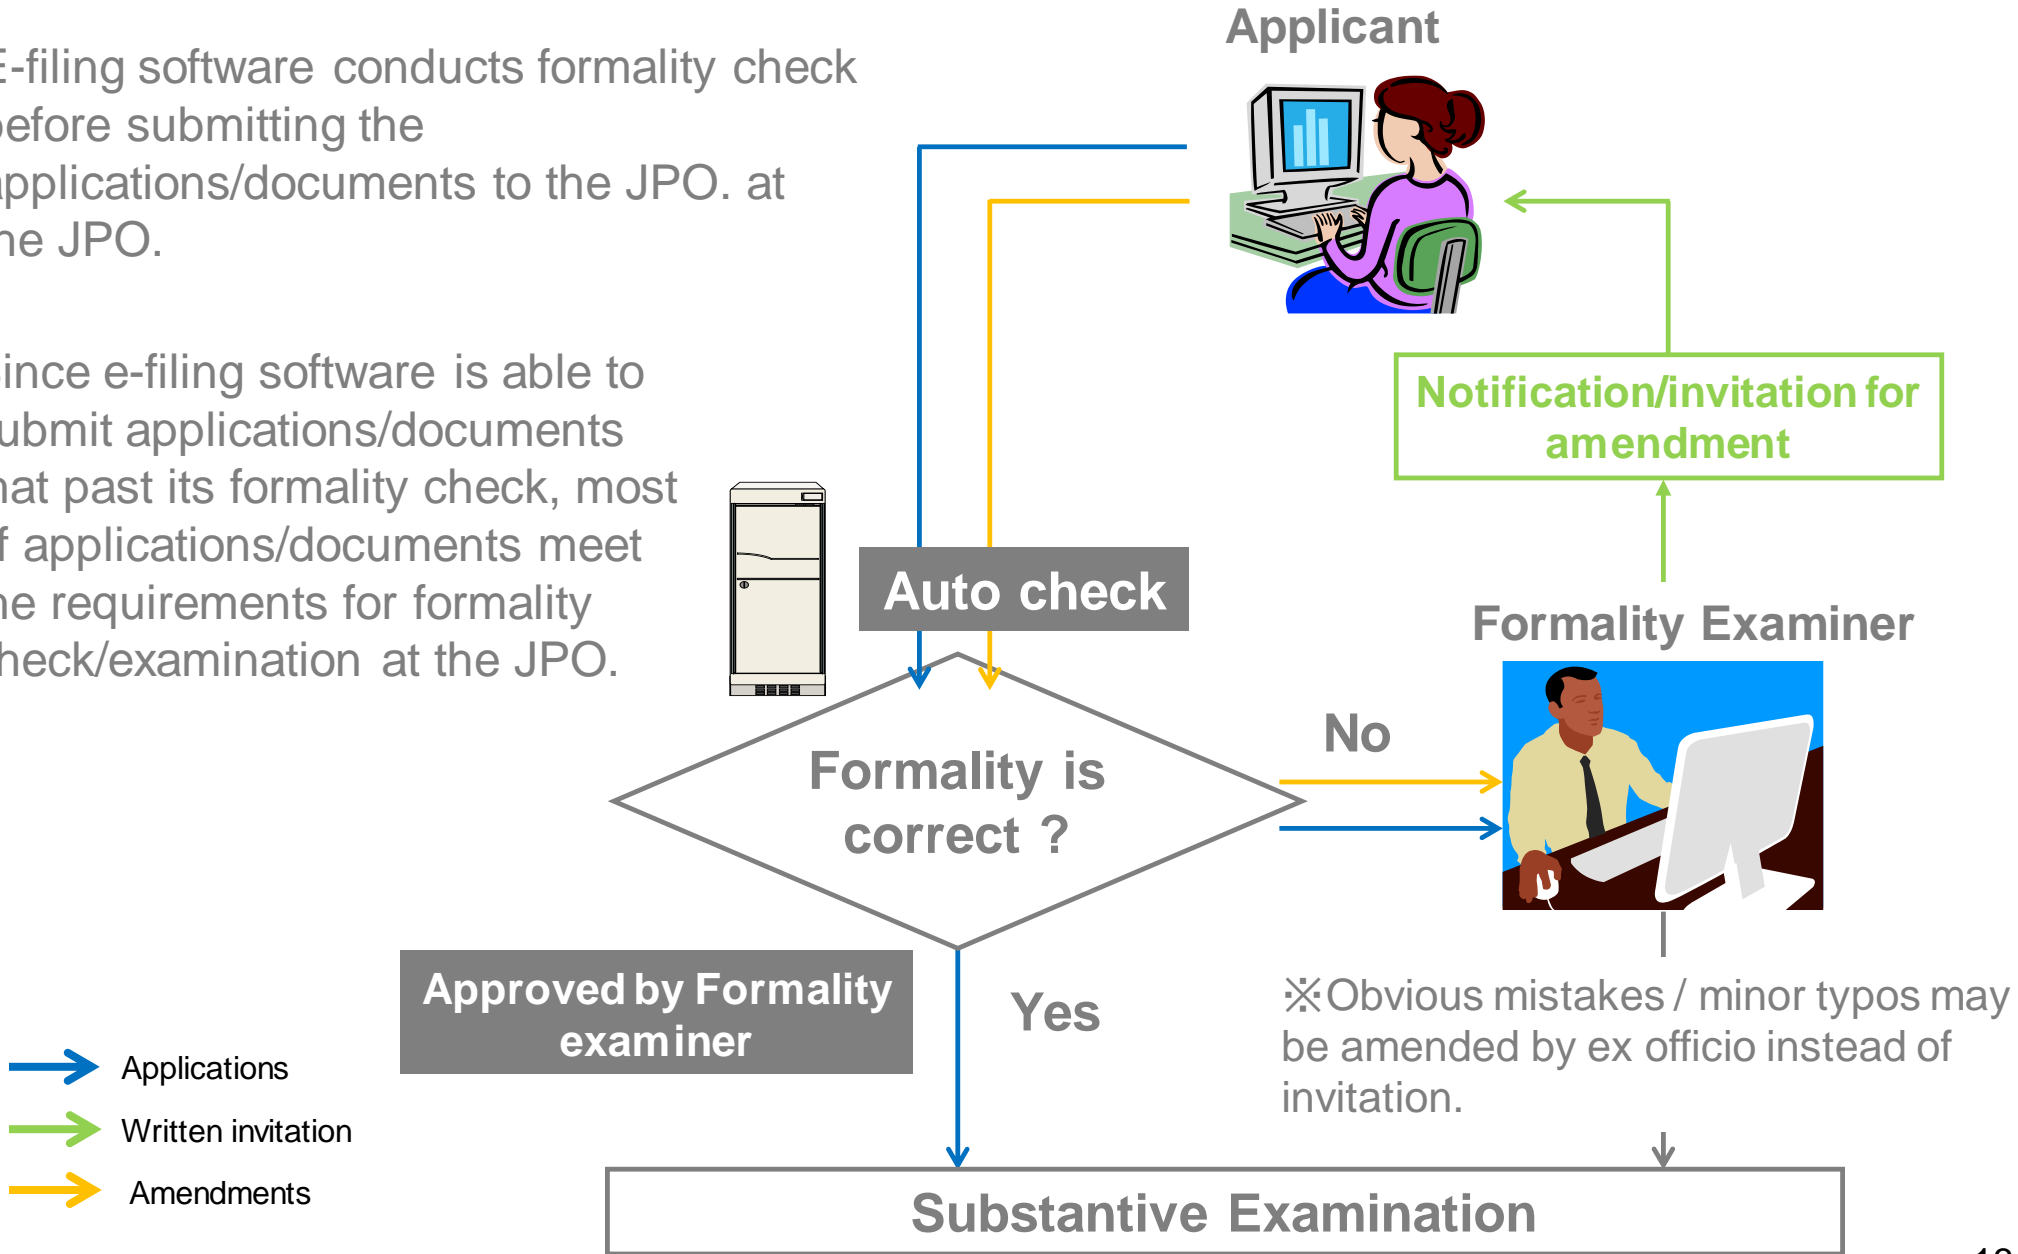 Applicant
-filing software conducts formality check
before submitting the
applications/documents to the JPO. at
he JPO.
ince e-filing software is able to
ubmit applications/documents
hat past its formality check, most
f applications/documents meet
he requirements for formality
heck/examination at the JPO.
Notification/invitation for
amendment
Auto check
Formality Examiner
No
Formality is
correct ?
Approved by Formality
examiner
Yes
※Obvious mistakes / minor typos may
be amended by ex officio instead of
invitation.
Applications
Written invitation
Amendments
Substantive Examination